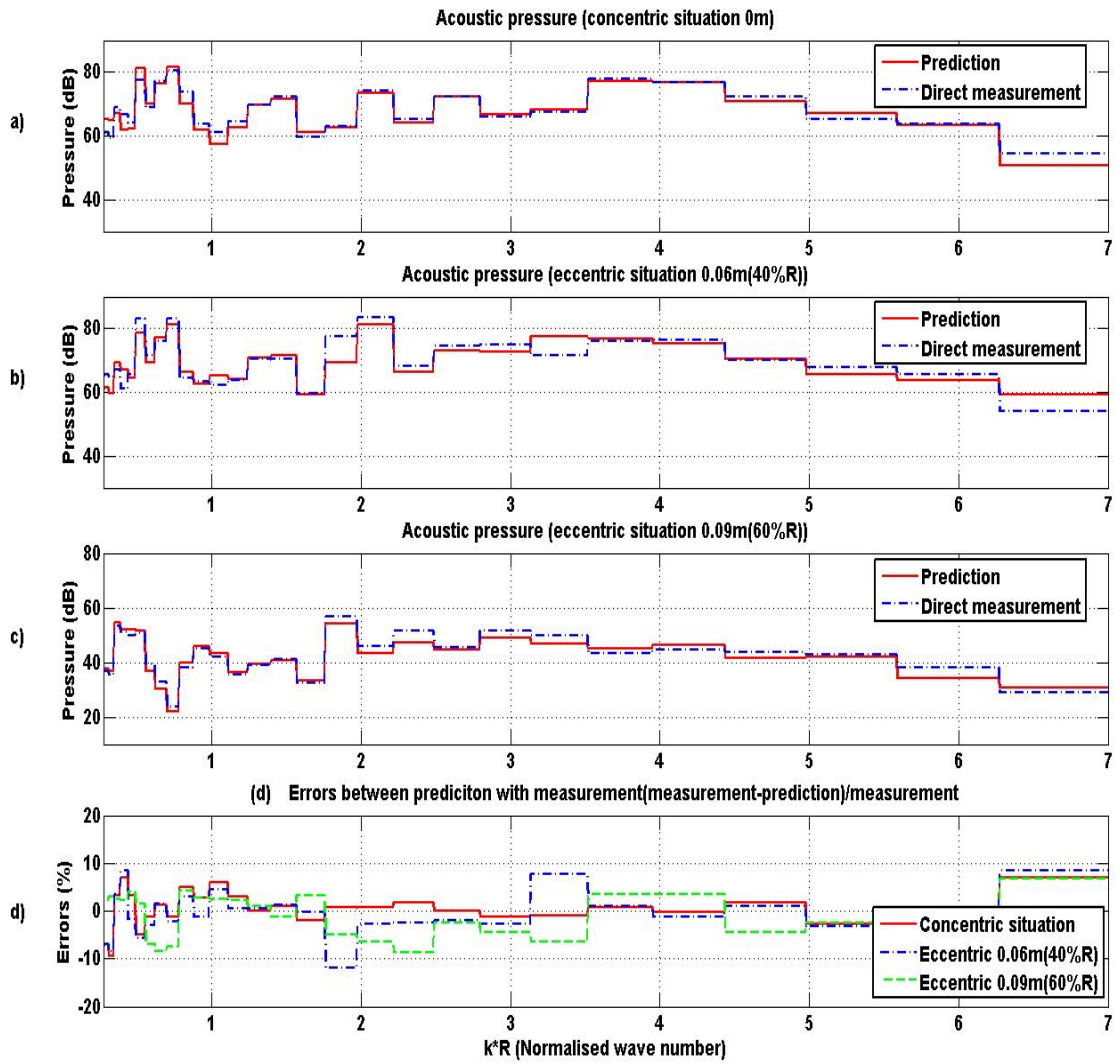 Acoustic pressure (concentric situation 0m)
a)
Pressure (dB)
80
60
40
Prediction
Direct measurement
1 2 3 4 5 6 7
Acoustic pressure (eccentric situation 0.06m(40%R))
b)
Pressure (dB)
80
60
40
Prediction
Direct measurement
1 2 3 4 5 6 7
Acoustic pressure (eccentric situation 0.09m(60%R))
c)
Pressure (dB)
80
60
40
20
Prediction
Direct measurement
1 2 3 4 5 6 7
(d) Errors between prediciton with measurement(measurement-prediction)/measurement
d)
Errors (%)
20
10
0
-10
-20
Concentric situation
Eccentric 0.06m(40%R)
Eccentric 0.09m(60%R)
1 2 3 4 5 6 7
k*R (Normalised wave number)